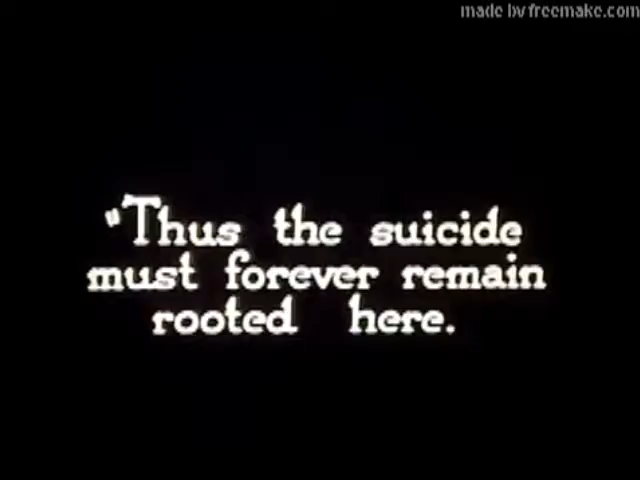 made by freemake.com
"Thus the suicide
must forever remain
rooted here.